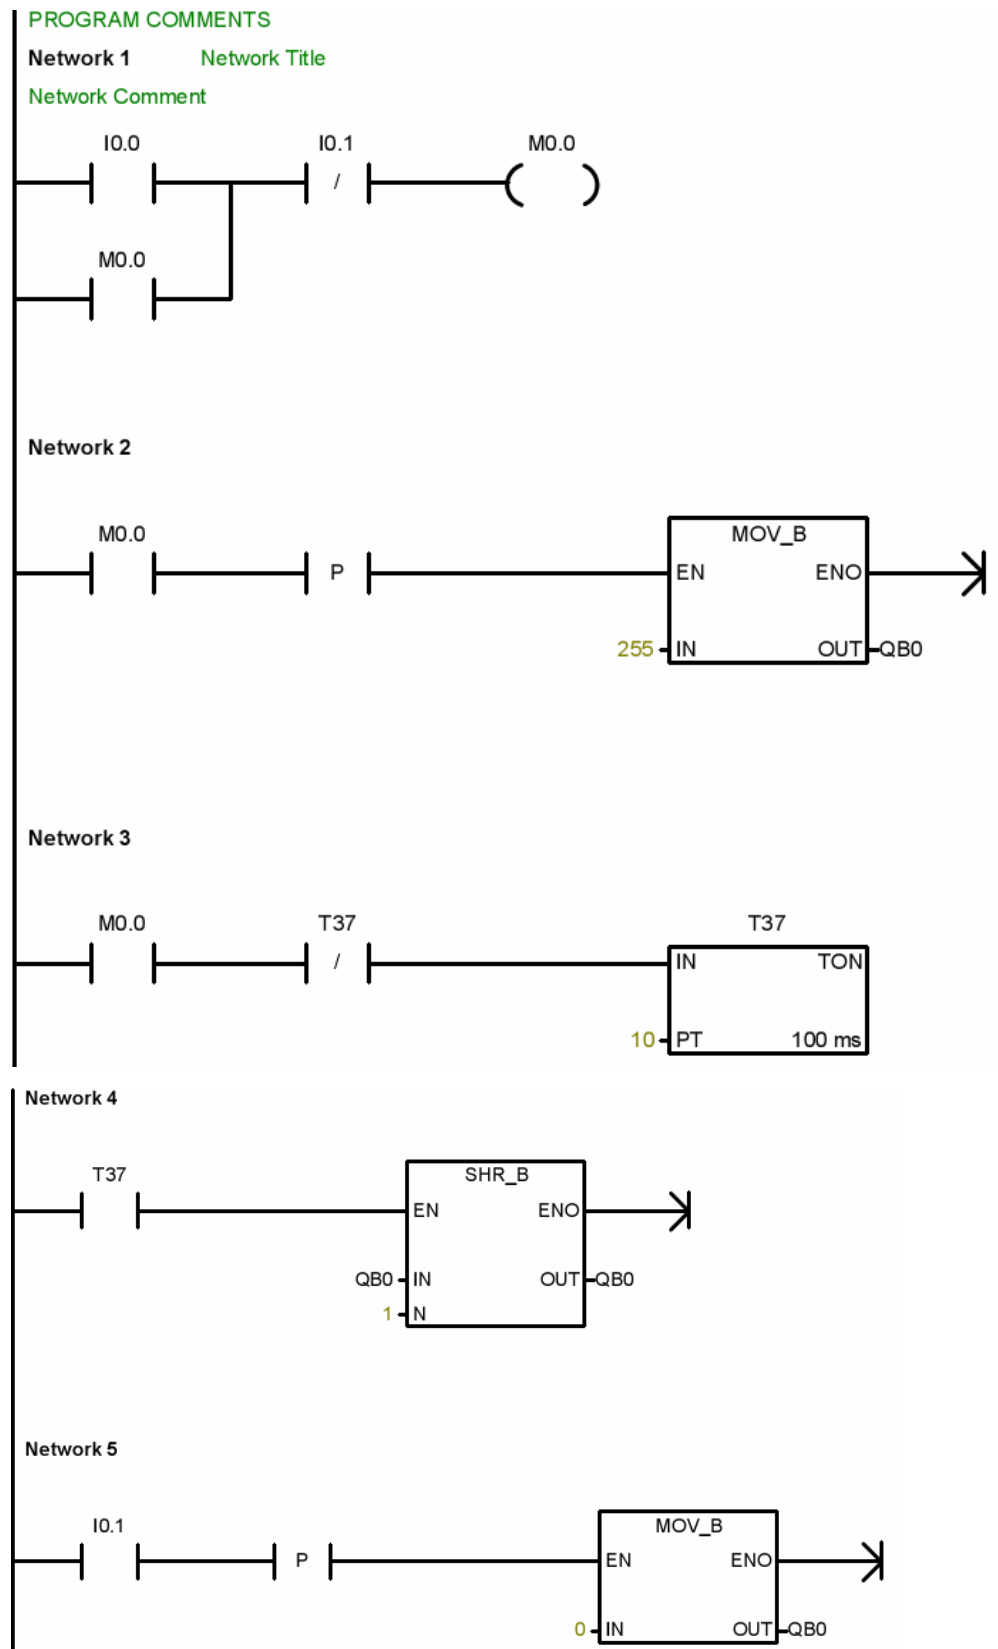 PROGRAM COMMENTS
Network 1 Network Title
Network Comment
I0.0 I0.1 M0.0
/
M0.0
Network 2
M0.0 MOV_B
P EN ENO
255 IN OUT QB0
Network 3
M0.0 T37 T37
/ IN TON
10 PT 100 ms
Network 4
T37 SHR_B
EN ENO
QB0 IN OUT QB0
1 N
Network 5
I0.1 MOV_B
P EN ENO
0 IN OUT QB0